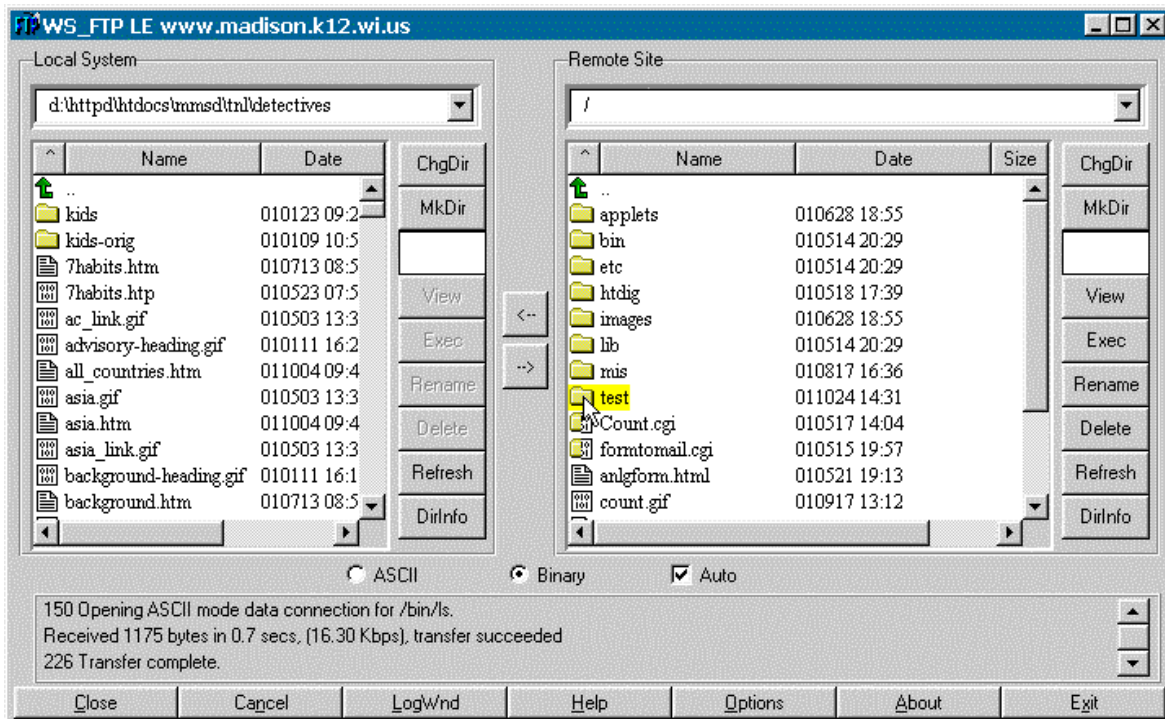 WS_FTP LE www.madison.k12.wi.us
Local System
d:\httpd\htdocs\mmsd\tnl\detectives
^ Name Date
..
kids 010123 09:2
kids-orig 010109 10:5
7habits.htm 010713 08:5
7habits.htp 010523 07:5
ac_link.gif 010503 13:3
advisory-heading.gif 010111 16:2
all_countries.htm 011004 09:4
asia.gif 010503 13:3
asia.htm 011004 09:4
asia_link.gif 010503 13:3
background-heading.gif 010111 16:1
background.htm 010713 08:5
ChgDir
MkDir
View
Exec
Rename
Delete
Refresh
DirInfo
<--
-->
Remote Site
/
^ Name Date Size
..
applets 010628 18:55
bin 010514 20:29
etc 010514 20:29
htdig 010518 17:39
images 010628 18:55
lib 010514 20:29
mis 010817 16:36
test 011024 14:31
Count.cgi 010517 14:04
formtomail.cgi 010515 19:57
anlgform.html 010521 19:13
count.gif 010917 13:12
ChgDir
MkDir
View
Exec
Rename
Delete
Refresh
DirInfo
ASCII Binary Auto
150 Opening ASCII mode data connection for /bin/ls.
Received 1175 bytes in 0.7 secs, (16.30 Kbps), transfer succeeded
226 Transfer complete.
Close Cancel LogWnd Help Options About Exit